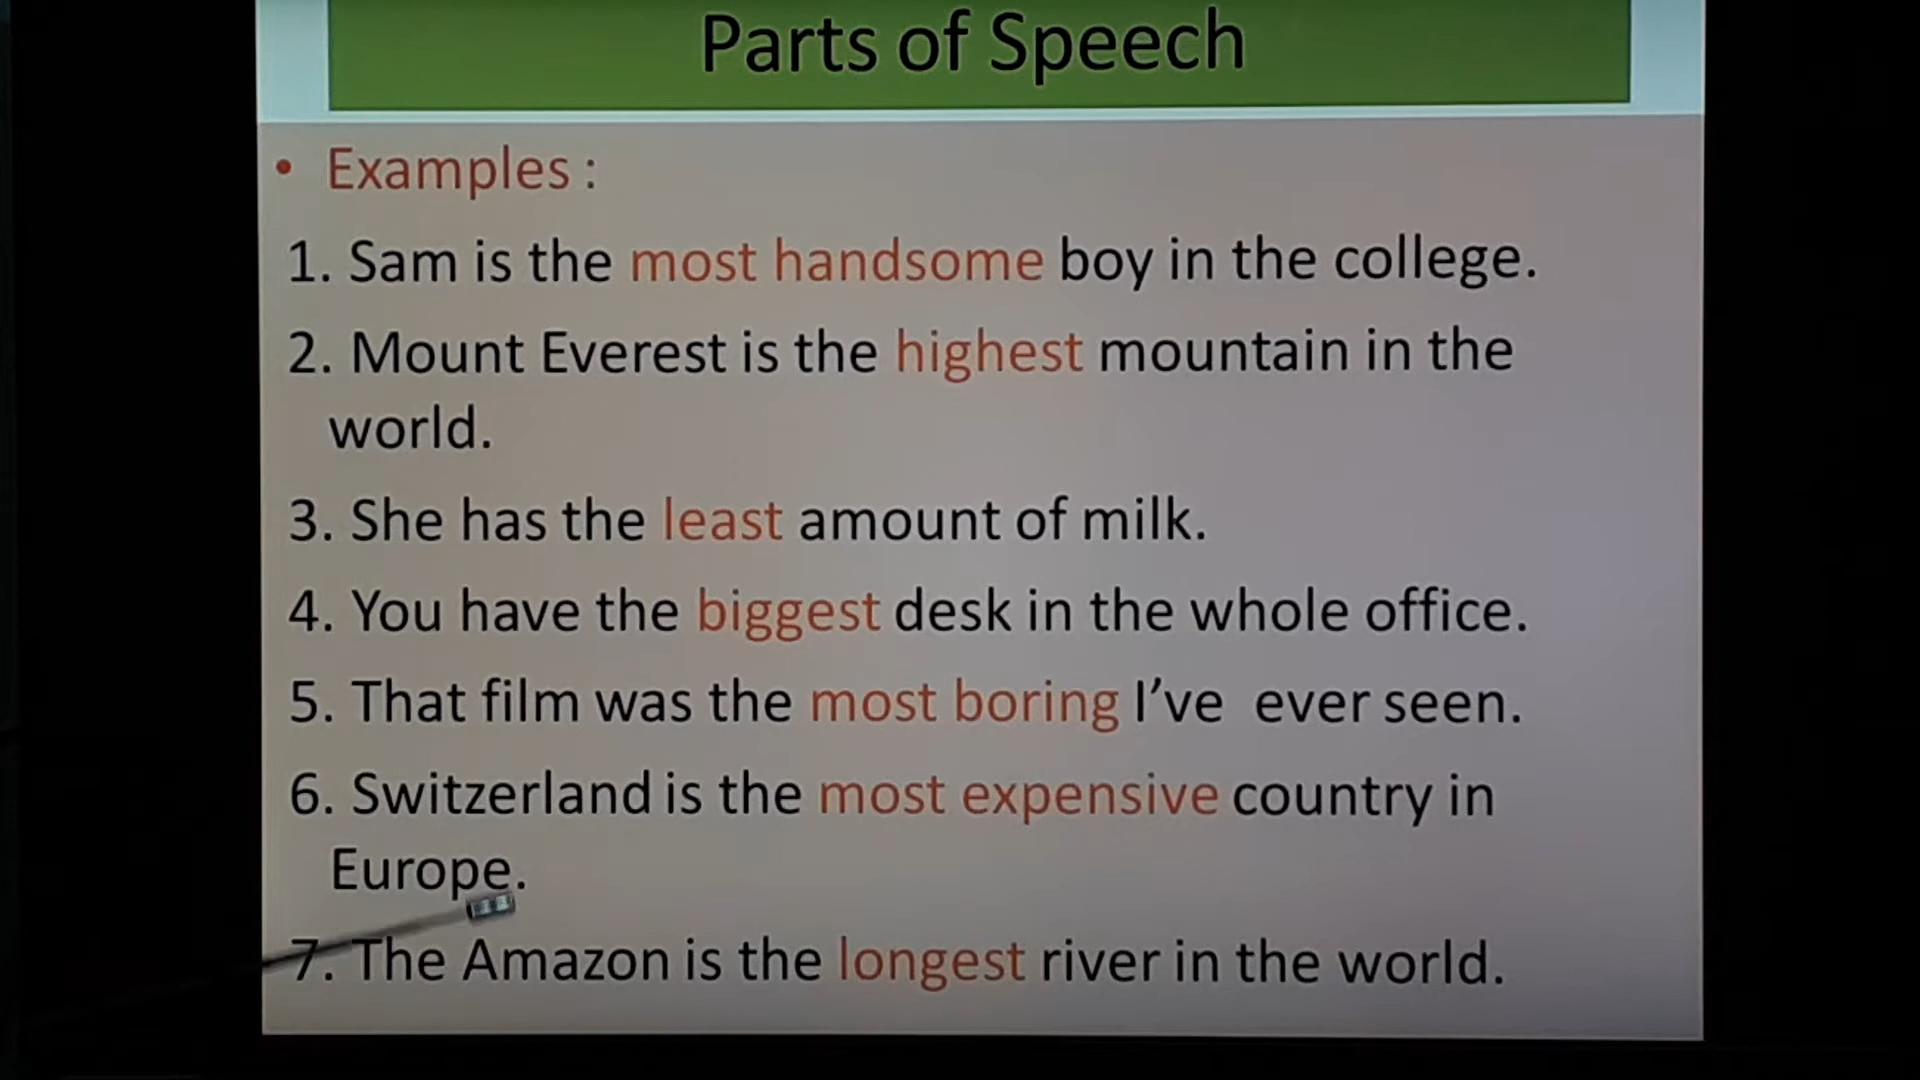 Parts of Speech
• Examples :
1. Sam is the most handsome boy in the college.
2. Mount Everest is the highest mountain in the
world.
3. She has the least amount of milk.
4. You have the biggest desk in the whole office.
5. That film was the most boring I’ve  ever seen.
6. Switzerland is the most expensive country in
Europe.
7. The Amazon is the longest river in the world.